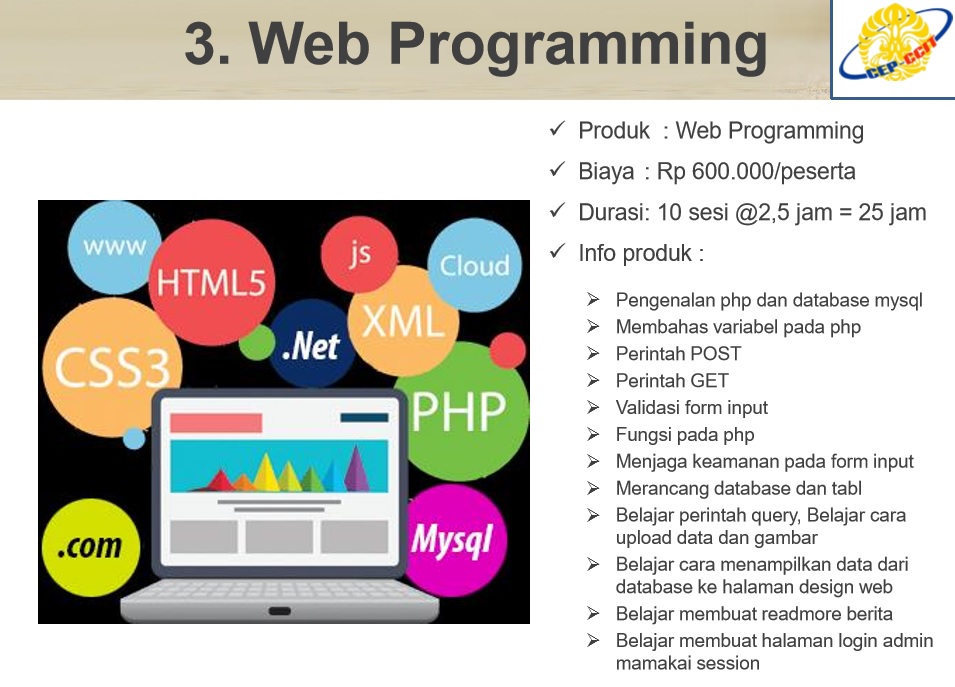 3. Web Programming
CEP-CCIT
✓ Produk : Web Programming
✓ Biaya : Rp 600.000/peserta
✓ Durasi: 10 sesi @2,5 jam = 25 jam
✓ Info produk :
➢ Pengenalan php dan database mysql
➢ Membahas variabel pada php
➢ Perintah POST
➢ Perintah GET
➢ Validasi form input
➢ Fungsi pada php
➢ Menjaga keamanan pada form input
➢ Merancang database dan tabl
➢ Belajar perintah query, Belajar cara
upload data dan gambar
➢ Belajar cara menampilkan data dari
database ke halaman design web
➢ Belajar membuat readmore berita
➢ Belajar membuat halaman login admin
mamakai session
www
HTML5
js
Cloud
CSS3
.Net
XML
PHP
.com
Mysql